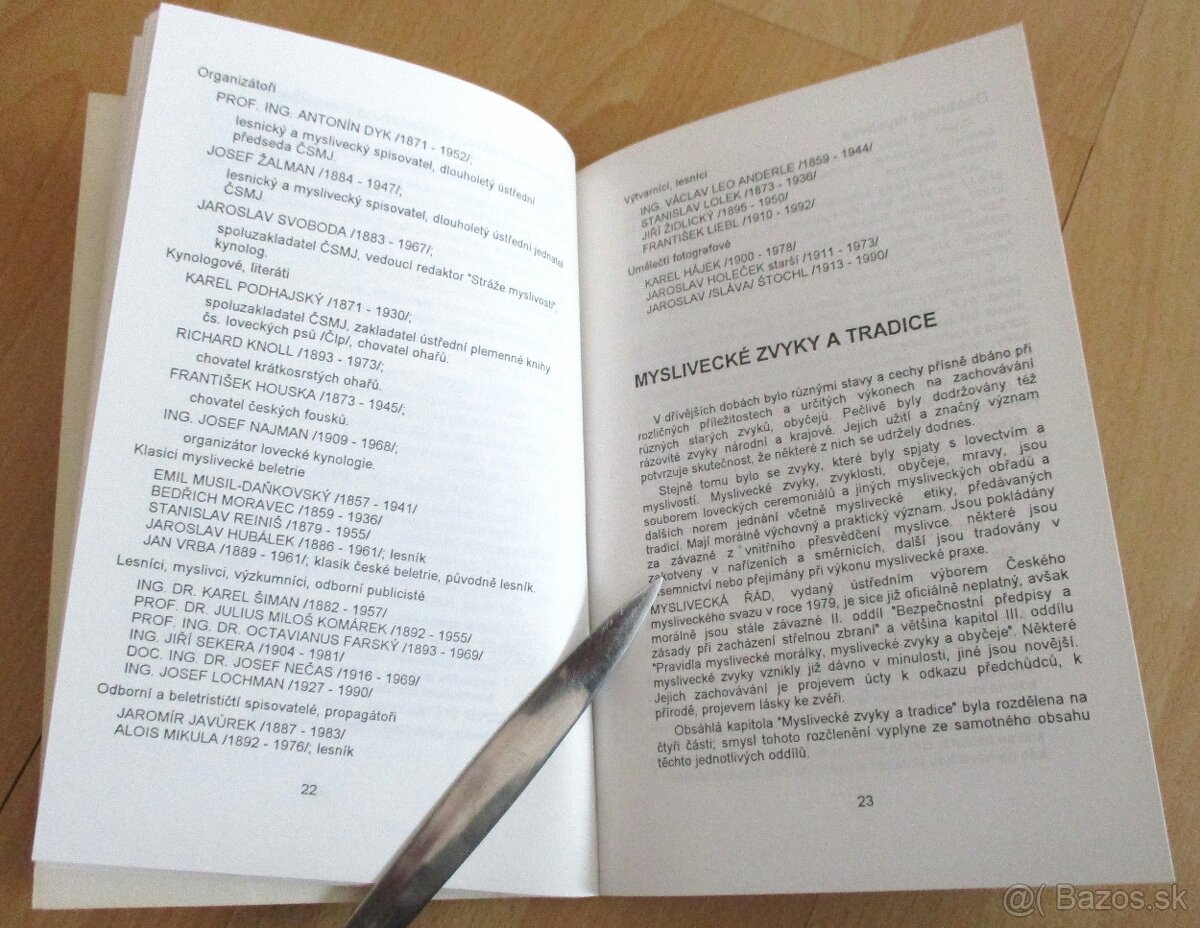 Organizátoři
PROF. ING. ANTONÍN DYK /1871 - 1952/;
lesnický a myslivecký spisovatel, dlouholetý ústřední
předseda ČSMJ.
JOSEF ŽALMAN /1884 - 1947/;
lesnický a myslivecký spisovatel, dlouholetý ústřední jednatel
ČSMJ.
JAROSLAV SVOBODA /1883 - 1967/;
spoluzakladatel ČSMJ, vedoucí redaktor "Stráže myslivosti",
kynolog.
Kynologové, literáti
KAREL PODHAJSKÝ /1871 - 1930/;
spoluzakladatel ČSMJ, zakladatel ústřední plemenné knihy
čs. loveckých psů /Člp/, chovatel ohařů.
RICHARD KNOLL /1893 - 1973/;
chovatel krátkosrstých ohařů.
FRANTIŠEK HOUSKA /1873 - 1945/;
chovatel českých fousků.
ING. JOSEF NAJMAN /1909 - 1968/;
organizátor lovecké kynologie.
Klasici myslivecké beletrie
EMIL MUSIL-DAŇKOVSKÝ /1857 - 1941/
BEDŘICH MORAVEC /1859 - 1936/
STANISLAV REINIŠ /1879 - 1955/
JAROSLAV HUBÁLEK /1886 - 1961/; lesník
JAN VRBA /1889 - 1961/; klasik české beletrie, původně lesník.
Lesníci, myslivci, výzkumníci, odborní publicisté
ING. DR. KAREL ŠIMAN /1882 - 1957/
PROF. DR. JULIUS MILOŠ KOMÁREK /1892 - 1955/
PROF. ING. DR. OCTAVIANUS FARSKÝ /1893 - 1969/
ING. JIŘÍ SEKERA /1904 - 1981/
DOC. ING. DR. JOSEF NEČAS /1916 - 1969/
ING. JOSEF LOCHMAN /1927 - 1990/
Odborní a beletrističtí spisovatelé, propagátoři
JAROMÍR JAVŮREK /1887 - 1983/
ALOIS MIKULA /1892 - 1976/; lesník
22
Výtvarníci, lesníci
ING. VÁCLAV LEO ANDERLE /1859 - 1944/
STANISLAV LOLEK /1873 - 1936/
JIŘÍ ŽIDLICKÝ /1895 - 1950/
FRANTIŠEK LIEBL /1910 - 1992/
Umělečtí fotografové
KAREL HÁJEK /1900 - 1978/
JAROSLAV HOLEČEK starší /1911 - 1973/
JAROSLAV /SLÁVA/ ŠTOCHL /1913 - 1990/
MYSLIVECKÉ ZVYKY A TRADICE
V dřívějších dobách bylo různými stavy a cechy přísně dbáno při
rozličných příležitostech a určitých výkonech na zachovávání
různých starých zvyků, obyčejů. Pečlivě byly dodržovány též
rázovité zvyky národní a krajové. Jejich užití a značný význam
potvrzuje skutečnost, že některé z nich se udržely dodnes.
Stejně tomu bylo se zvyky, které byly spjaty s lovectvím a
myslivostí. Myslivecké zvyky, zvyklosti, obyčeje, mravy, jsou
souborem loveckých ceremoniálů a jiných mysliveckých obřadů a
dalších norem jednání včetně myslivecké etiky, předávaných
tradicí. Mají morálně výchovný a praktický význam. Jsou pokládány
za závazné z vnitřního přesvědčení myslivce. některé jsou
zakotveny v nařízeních a směrnicích, další jsou tradovány v
písemnictví nebo přejímány při výkonu myslivecké praxe.
MYSLIVECKÁ ŘÁD, vydaný ústředním výborem Českého
mysliveckého svazu v roce 1979, je sice již oficiálně neplatný, avšak
morálně jsou stále závazné II. oddíl "Bezpečnostní předpisy a
zásady při zacházení střelnou zbraní" a většina kapitol III. oddílu
"Pravidla myslivecké morálky, myslivecké zvyky a obyčeje". Některé
myslivecké zvyky vznikly již dávno v minulosti, jiné jsou novější.
Jejich zachovávání je projevem úcty k odkazu předchůdců, k
přírodě, projevem lásky ke zvěři.
Obsáhlá kapitola "Myslivecké zvyky a tradice" byla rozdělena na
čtyři části; smysl tohoto rozčlenění vyplyne ze samotného obsahu
těchto jednotlivých oddílů.
23
@( Bazos.sk